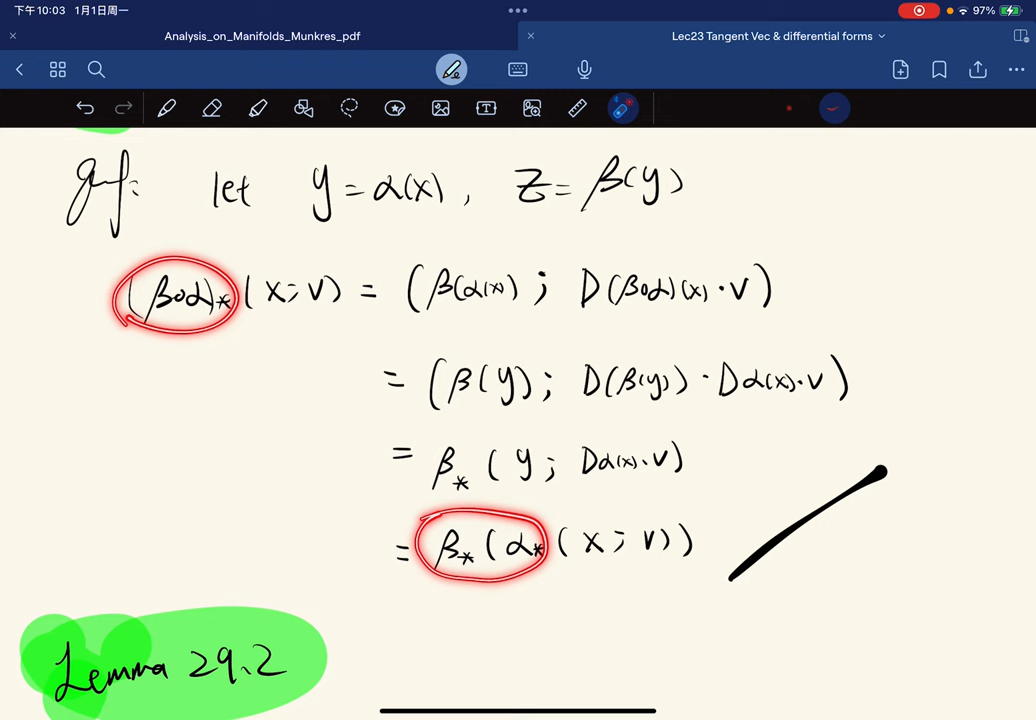 下午10:03 1月1日周一
97%
Analysis_on_Manifolds_Munkres_pdf
Lec23 Tangent Vec & differential forms
pf: let y = α(x), z = β(y)
(β∘α)⁎ (x; v) = (β(α(x)); D(β∘α)(x)·v)
= (β(y); D(β(y))·Dα(x)·v)
= β⁎ (y; Dα(x)·v)
= β⁎ (α⁎ (x; v))
Lemma 29.2